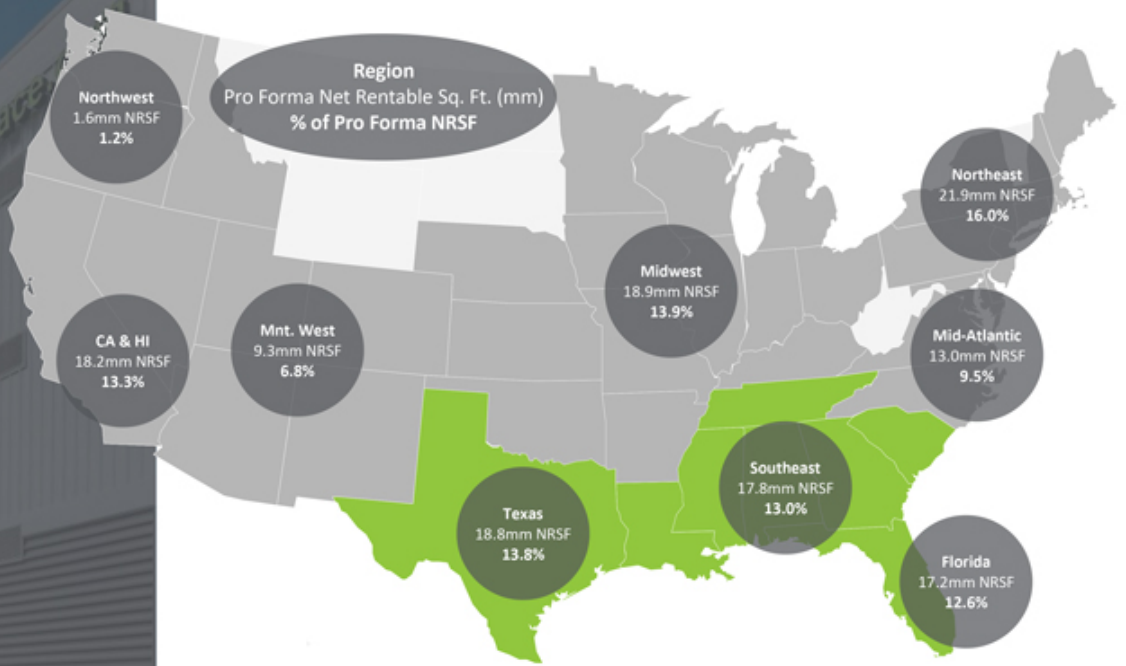 Region
Pro Forma Net Rentable Sq. Ft. (mm)
% of Pro Forma NRSF
Northwest
1.6mm NRSF
1.2%
Northeast
21.9mm NRSF
16.0%
Midwest
18.9mm NRSF
13.9%
Mnt. West
9.3mm NRSF
6.8%
CA & HI
18.2mm NRSF
13.3%
Mid-Atlantic
13.0mm NRSF
9.5%
Southeast
17.8mm NRSF
13.0%
Texas
18.8mm NRSF
13.8%
Florida
17.2mm NRSF
12.6%